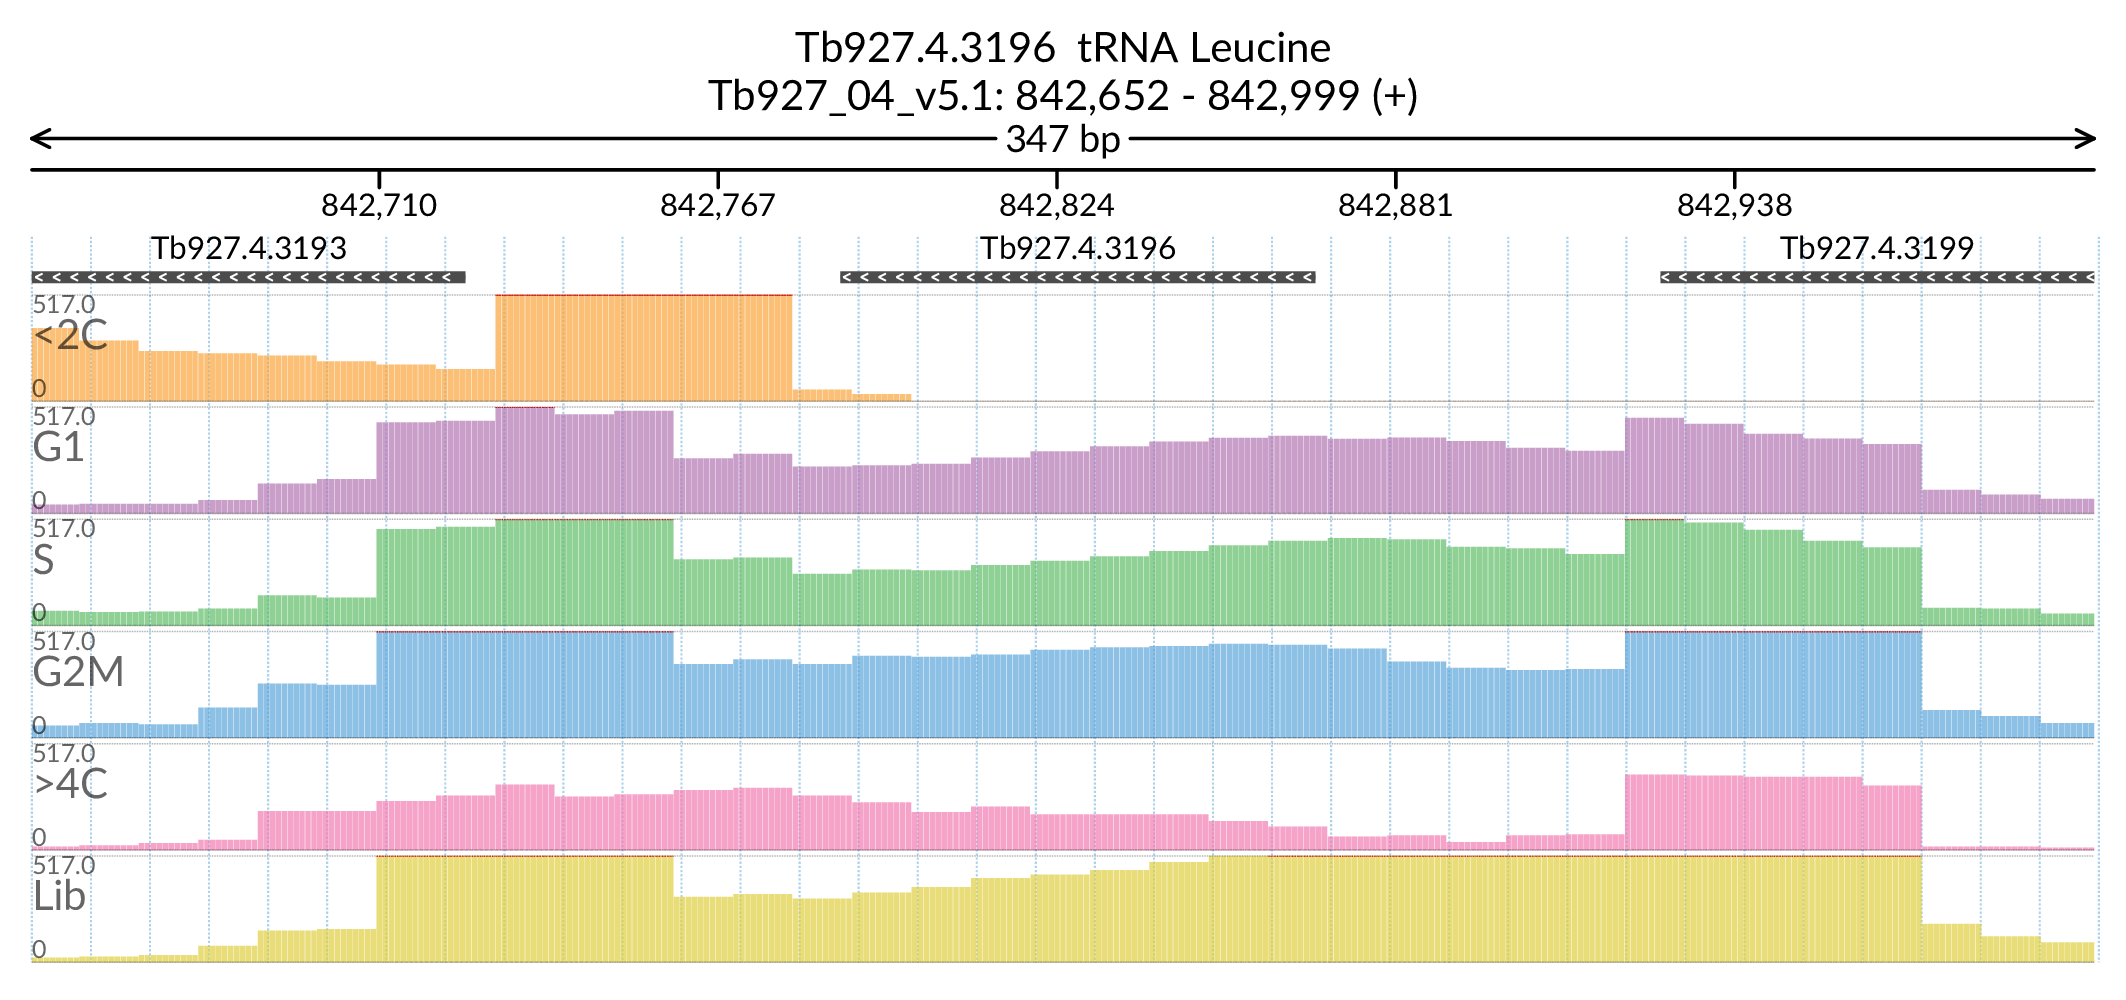 Tb927.4.3196  tRNA Leucine
Tb927_04_v5.1: 842,652 - 842,999 (+)
347 bp
842,710 842,767 842,824 842,881 842,938
Tb927.4.3193 Tb927.4.3196 Tb927.4.3199
517.0
<2C
0
517.0
G1
0
517.0
S
0
517.0
G2M
0
517.0
>4C
0
517.0
Lib
0